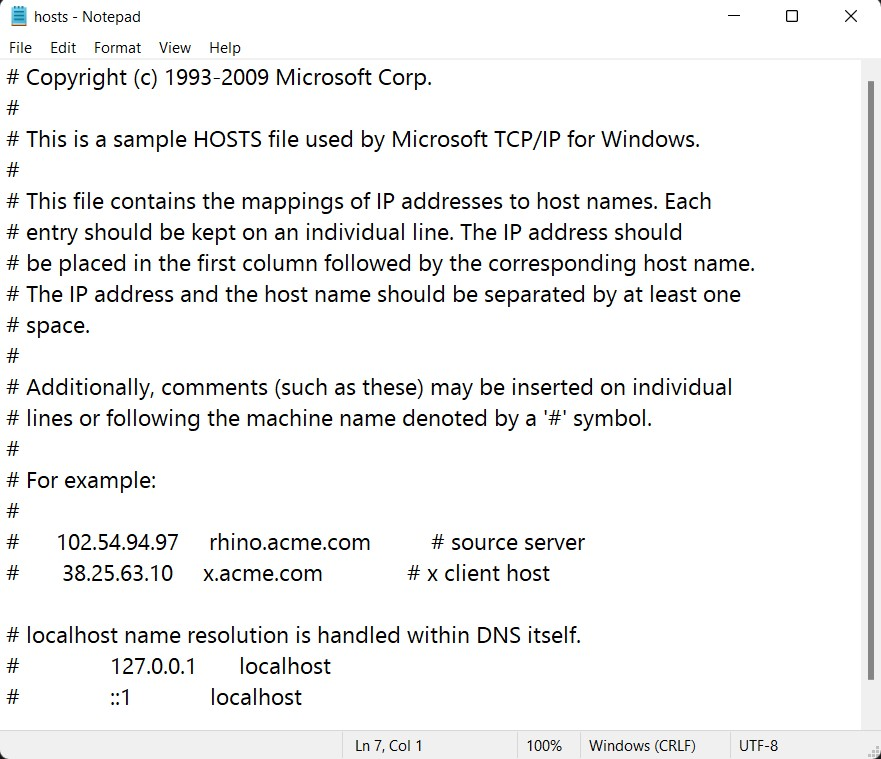 hosts - Notepad
File Edit Format View Help
# Copyright (c) 1993-2009 Microsoft Corp.
#
# This is a sample HOSTS file used by Microsoft TCP/IP for Windows.
#
# This file contains the mappings of IP addresses to host names. Each
# entry should be kept on an individual line. The IP address should
# be placed in the first column followed by the corresponding host name.
# The IP address and the host name should be separated by at least one
# space.
#
# Additionally, comments (such as these) may be inserted on individual
# lines or following the machine name denoted by a '#' symbol.
#
# For example:
#
# 102.54.94.97 rhino.acme.com # source server
# 38.25.63.10 x.acme.com # x client host

# localhost name resolution is handled within DNS itself.
# 127.0.0.1 localhost
# ::1 localhost
Ln 7, Col 1 100% Windows (CRLF) UTF-8